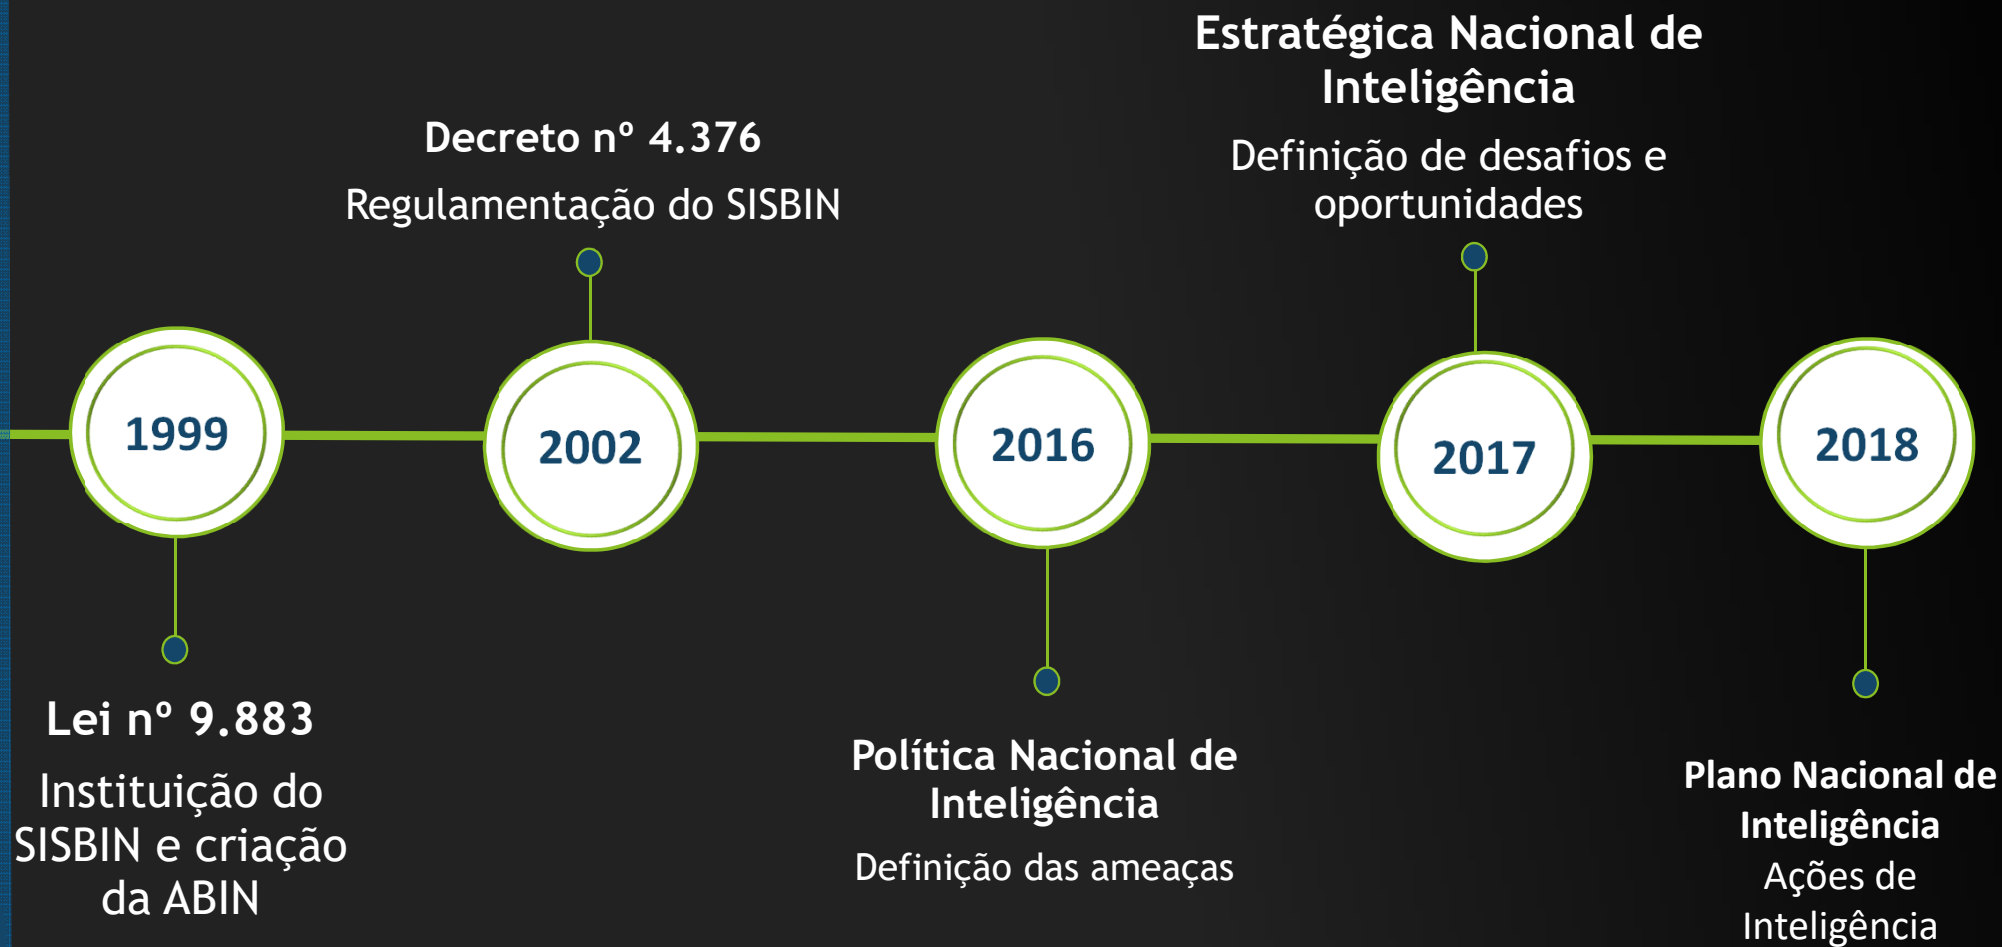 1999
Lei nº 9.883
Instituição do
SISBIN e criação
da ABIN
Decreto nº 4.376
Regulamentação do SISBIN
2002
2016
Política Nacional de
Inteligência
Definição das ameaças
Estratégica Nacional de
Inteligência
Definição de desafios e
oportunidades
2017
2018
Plano Nacional de
Inteligência
Ações de
Inteligência